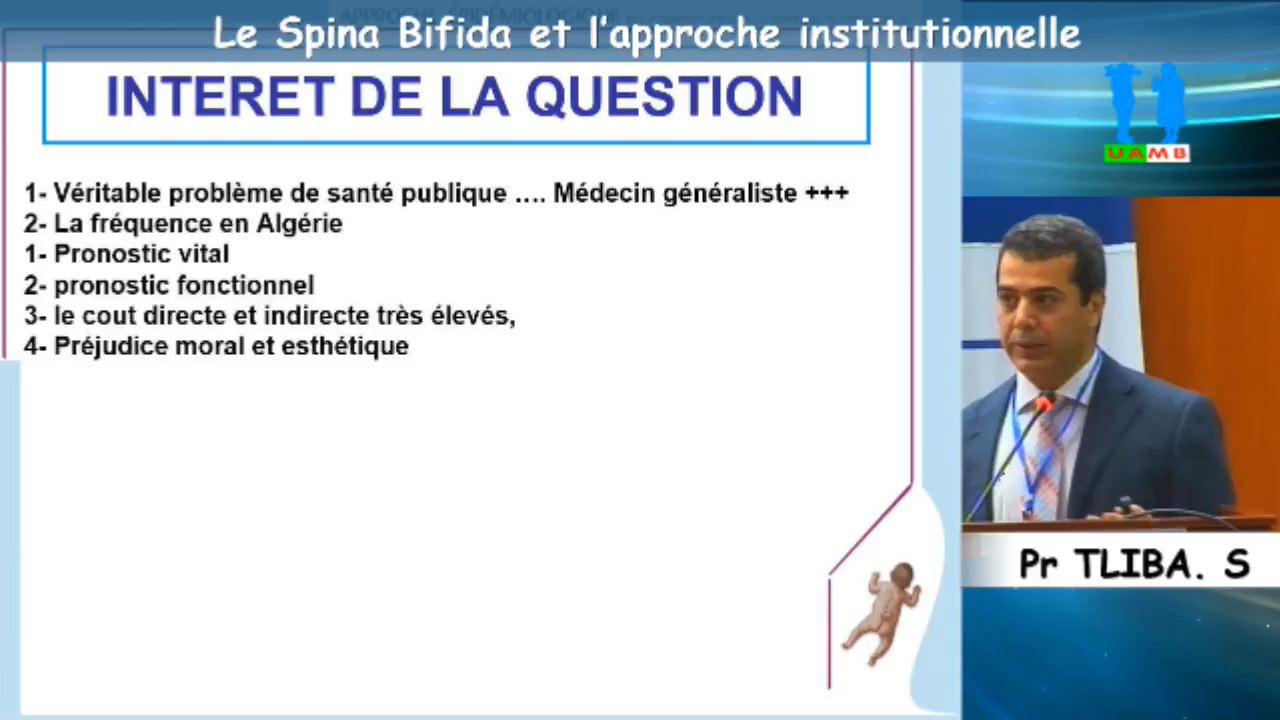 APPROCHE ÉPIDÉMIOLOGIQUE
Le Spina Bifida et l'approche institutionnelle
INTERET DE LA QUESTION
1- Véritable problème de santé publique .... Médecin généraliste +++
2- La fréquence en Algérie
1- Pronostic vital
2- pronostic fonctionnel
3- le cout directe et indirecte très élevés,
4- Préjudice moral et esthétique
UAMB
Pr TLIBA. S